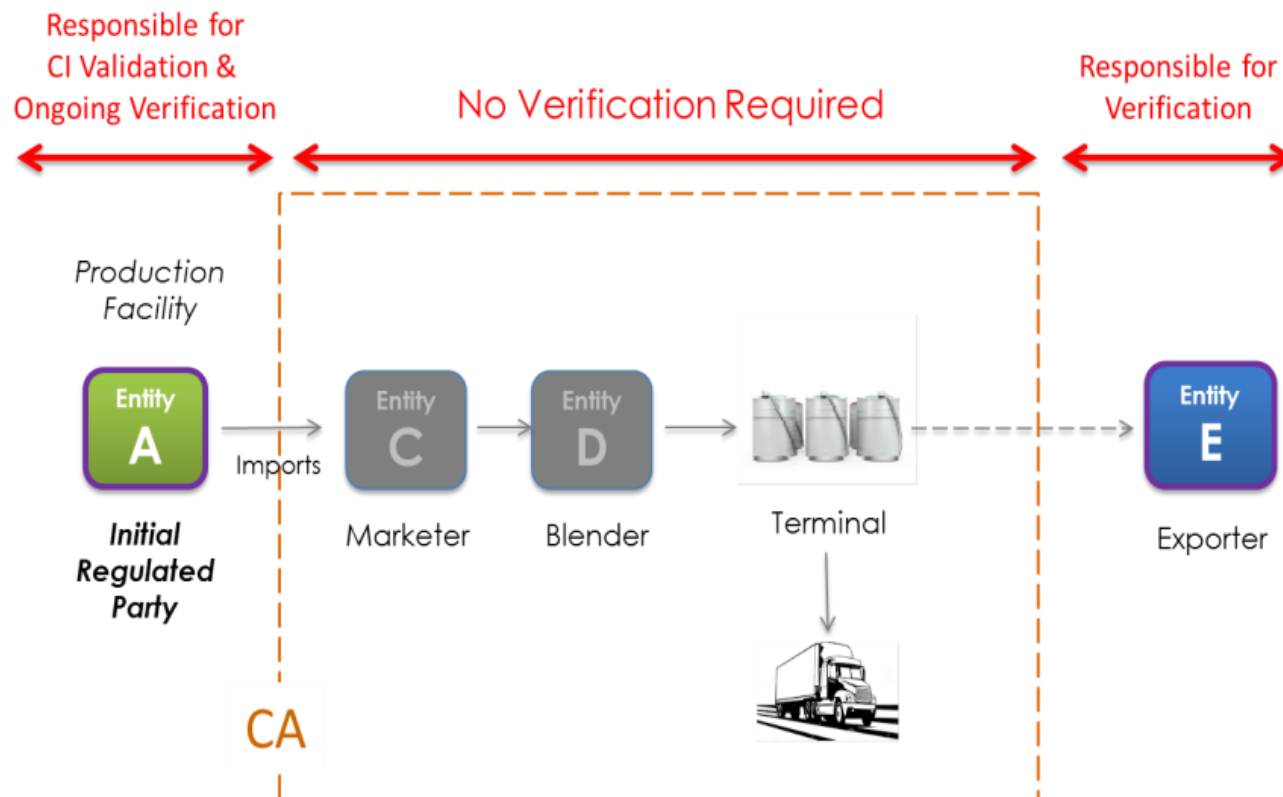 Responsible for
CI Validation &
Ongoing Verification
No Verification Required
Responsible for
Verification
Production
Facility
Entity
A
Imports
Entity
C
Entity
D
Entity
E
Initial
Regulated
Party
Marketer
Blender
Terminal
Exporter
CA